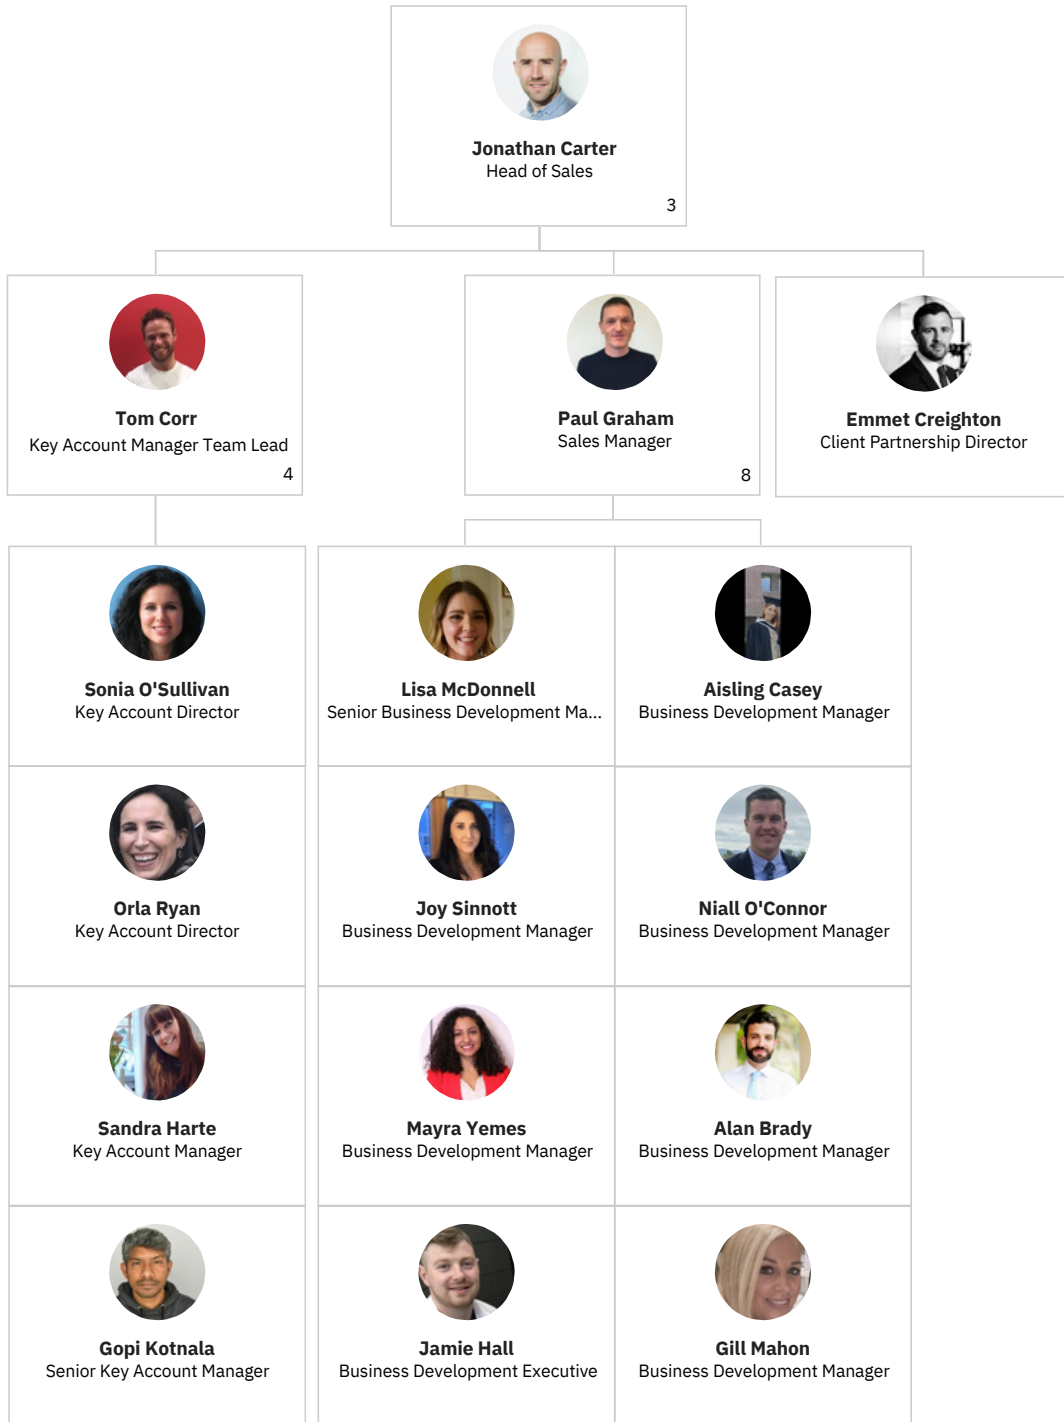 Jonathan Carter
Head of Sales
3
Tom Corr
Key Account Manager Team Lead
4
Paul Graham
Sales Manager
8
Emmet Creighton
Client Partnership Director
Sonia O'Sullivan
Key Account Director
Lisa McDonnell
Senior Business Development Ma...
Aisling Casey
Business Development Manager
Orla Ryan
Key Account Director
Joy Sinnott
Business Development Manager
Niall O'Connor
Business Development Manager
Sandra Harte
Key Account Manager
Mayra Yemes
Business Development Manager
Alan Brady
Business Development Manager
Gopi Kotnala
Senior Key Account Manager
Jamie Hall
Business Development Executive
Gill Mahon
Business Development Manager